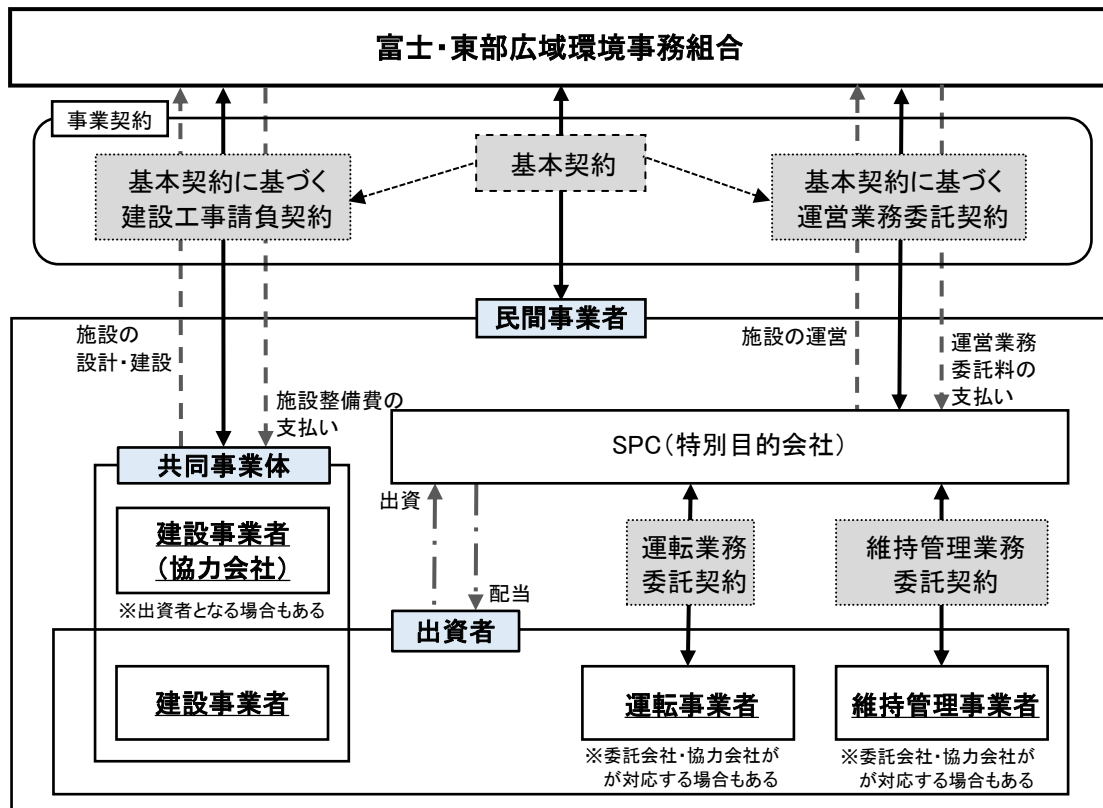 富士・東部広域環境事務組合
事業契約
基本契約に基づく
建設工事請負契約
基本契約
基本契約に基づく
運営業務委託契約
民間事業者
施設の
設計・建設
施設整備費の
支払い
施設の運営
運営業務
委託料の
支払い
SPC（特別目的会社）
共同事業体
出資
建設事業者
（協力会社）
※出資者となる場合もある
運転業務
委託契約
維持管理業務
委託契約
配当
出資者
建設事業者
運転事業者
維持管理事業者
※委託会社・協力会社が
が対応する場合もある
※委託会社・協力会社が
が対応する場合もある